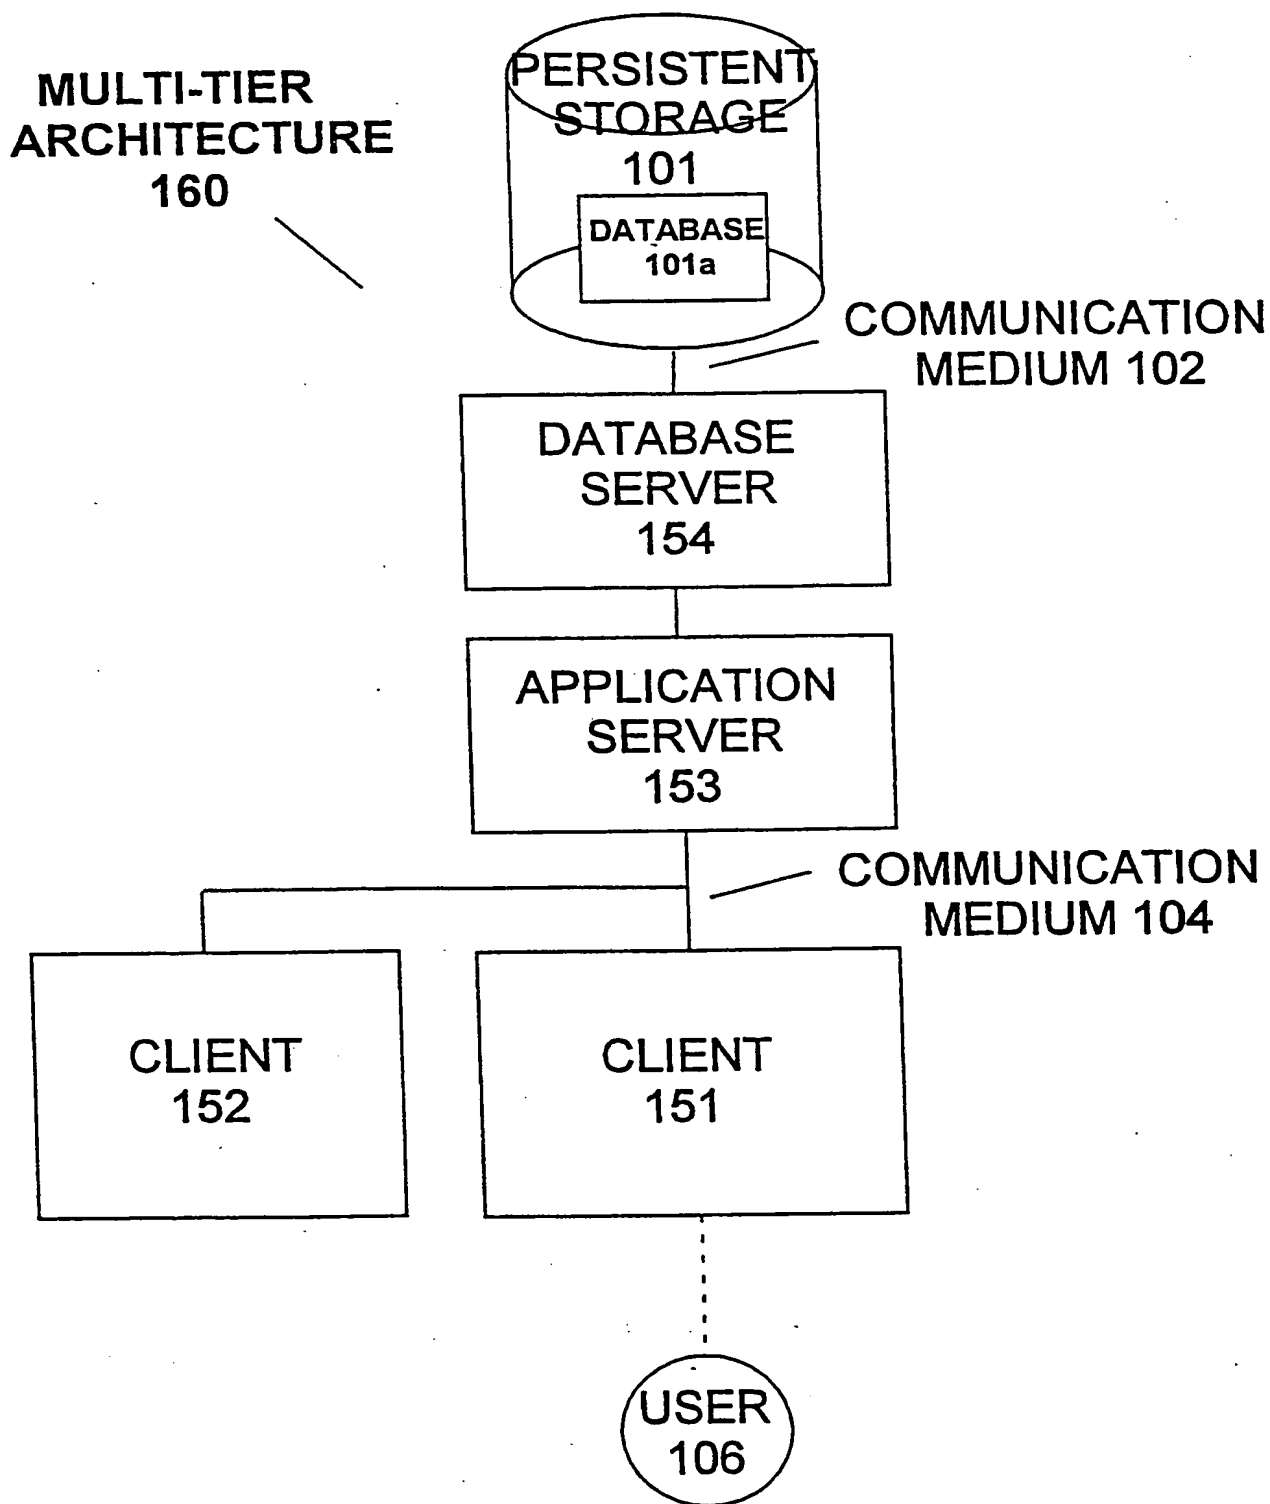 MULTI-TIER
ARCHITECTURE
160
PERSISTENT
STORAGE
101
DATABASE
101a
COMMUNICATION
MEDIUM 102
DATABASE
SERVER
154
APPLICATION
SERVER
153
COMMUNICATION
MEDIUM 104
CLIENT
152
CLIENT
151
USER
106